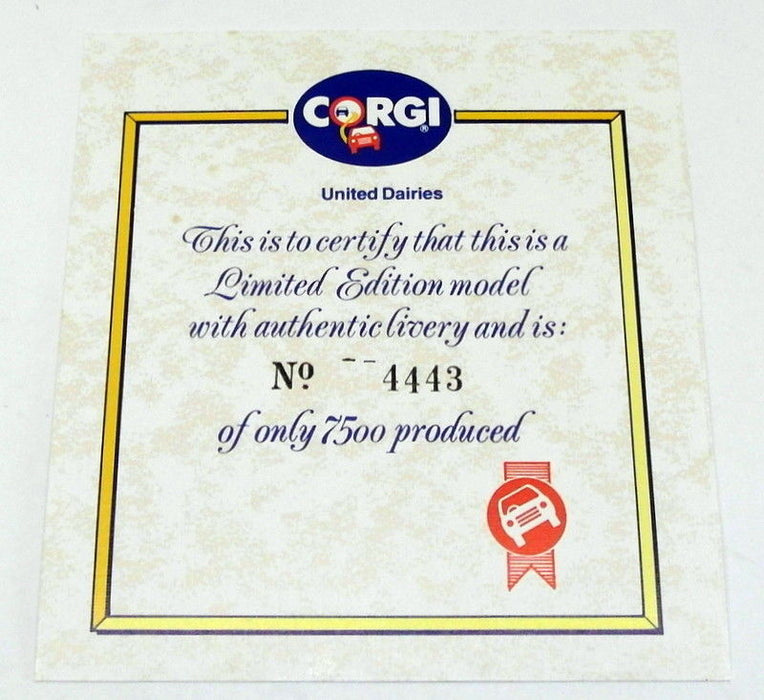 CORGI®
United Dairies
This is to certify that this is a
Limited Edition model
with authentic livery and is:
Nº -- 4443
of only 7500 produced